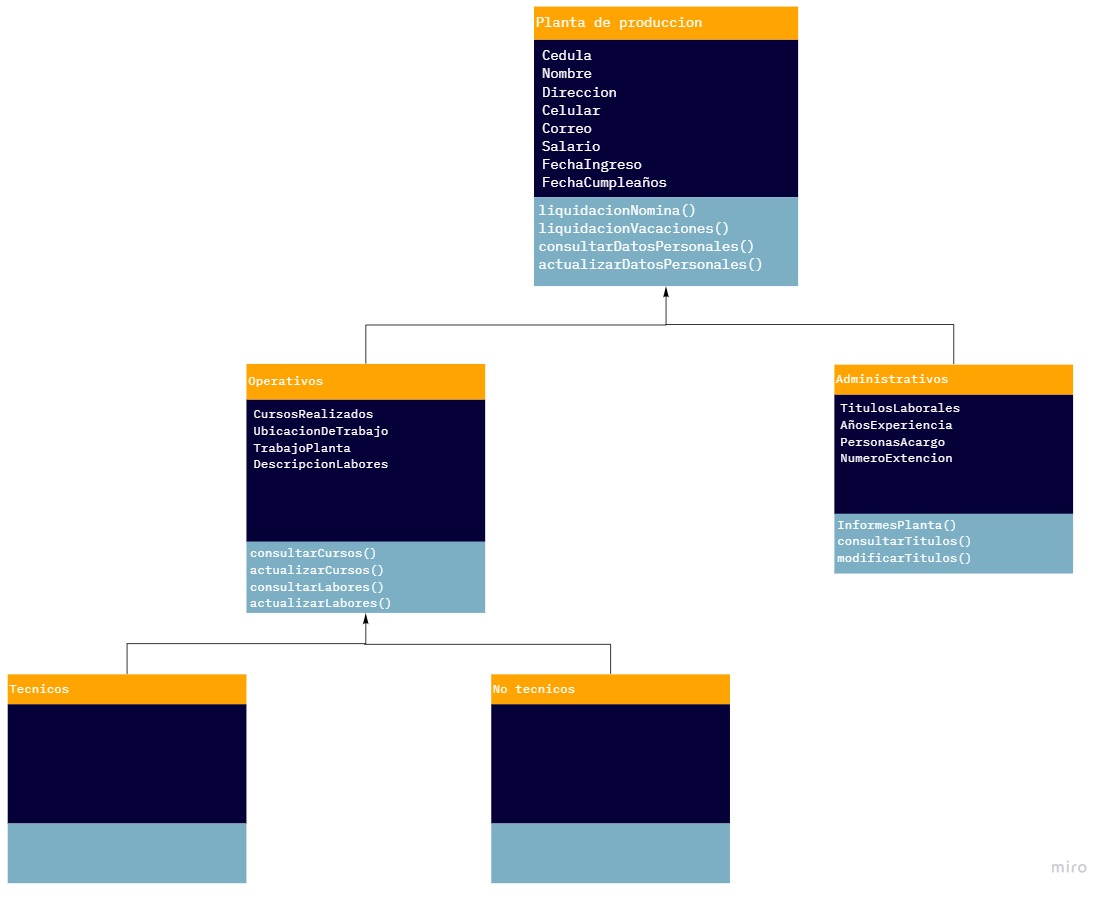 Planta de produccion
Cedula
Nombre
Direccion
Celular
Correo
Salario
FechaIngreso
FechaCumpleaños
liquidacionNomina()
liquidacionVacaciones()
consultarDatosPersonales()
actualizarDatosPersonales()
Operativos
CursosRealizados
UbicacionDeTrabajo
TrabajoPlanta
DescripcionLabores
consultarCursos()
actualizarCursos()
consultarLabores()
actualizarLabores()
Administrativos
TitulosLaborales
AñosExperiencia
PersonasAcargo
NumeroExtencion
InformesPlanta()
consultarTitulos()
modificarTitulos()
Tecnicos
No tecnicos
miro